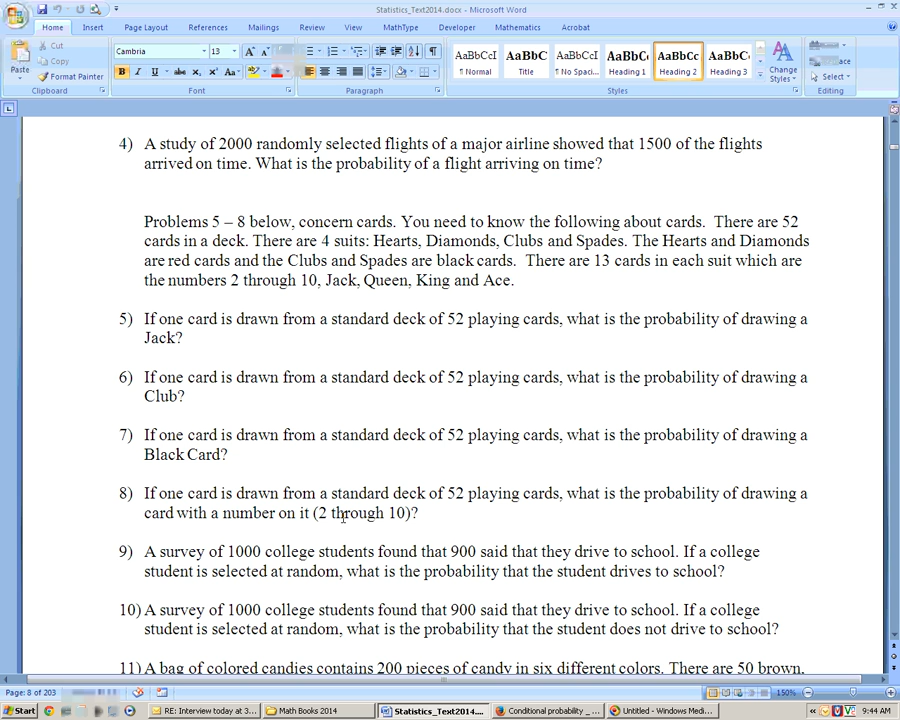 Statistics_Text2014.docx - Microsoft Word
Home Insert Page Layout References Mailings Review View MathType Developer Mathematics Acrobat
Paste Cut Copy Format Painter
Cambria 13
AaBbCcI AaBbC AaBbCcI AaBbCc AaBbCc AaBbC
¶ Normal Title ¶ No Spaci... Heading 1 Heading 2 Heading 3
Change Styles
Select
Clipboard Font Paragraph Styles Editing
4) A study of 2000 randomly selected flights of a major airline showed that 1500 of the flights
arrived on time. What is the probability of a flight arriving on time?
Problems 5 – 8 below, concern cards. You need to know the following about cards. There are 52
cards in a deck. There are 4 suits: Hearts, Diamonds, Clubs and Spades. The Hearts and Diamonds
are red cards and the Clubs and Spades are black cards. There are 13 cards in each suit which are
the numbers 2 through 10, Jack, Queen, King and Ace.
5) If one card is drawn from a standard deck of 52 playing cards, what is the probability of drawing a
Jack?
6) If one card is drawn from a standard deck of 52 playing cards, what is the probability of drawing a
Club?
7) If one card is drawn from a standard deck of 52 playing cards, what is the probability of drawing a
Black Card?
8) If one card is drawn from a standard deck of 52 playing cards, what is the probability of drawing a
card with a number on it (2 through 10)?
9) A survey of 1000 college students found that 900 said that they drive to school. If a college
student is selected at random, what is the probability that the student drives to school?
10) A survey of 1000 college students found that 900 said that they drive to school. If a college
student is selected at random, what is the probability that the student does not drive to school?
11) A bag of colored candies contains 200 pieces of candy in six different colors. There are 50 brown,
Page: 8 of 203 150%
Start RE: Interview today at 3... Math Books 2014 Statistics_Text2014.... Conditional probability _ ... Untitled - Windows Medi... 9:44 AM